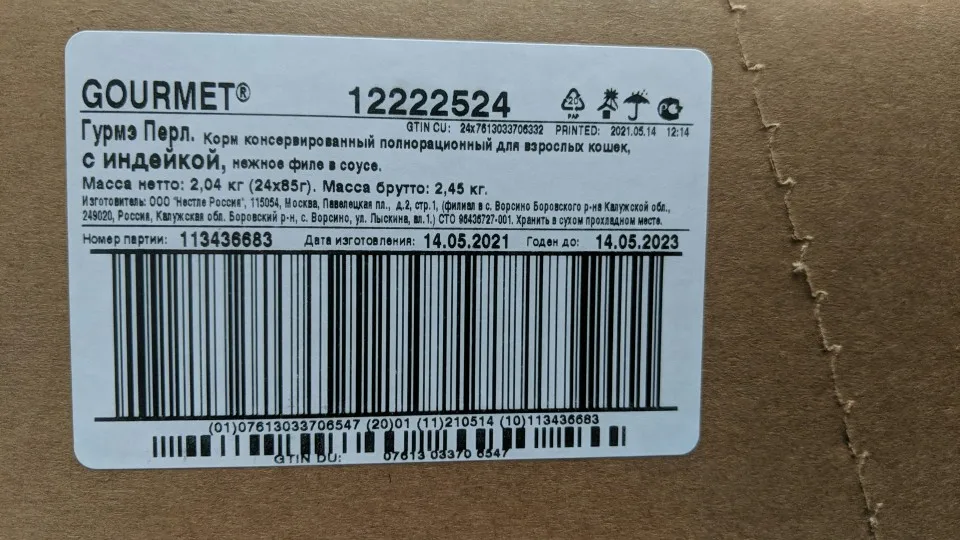 GOURMET® 12222524
20
PAP
GTIN CU: 24x7613033706332 PRINTED: 2021.05.14 12:14
Гурмэ Перл. Корм консервированный полнорационный для взрослых кошек,
с индейкой, нежное филе в соусе.
Масса нетто: 2,04 кг (24х85г). Масса брутто: 2,45 кг.
Изготовитель: ООО "Нестле Россия", 115054, Москва, Павелецкая пл., д.2, стр.1, (филиал в с. Ворсино Боровского р-на Калужской обл.,
249020, Россия, Калужская обл. Боровский р-н, с. Ворсино, ул. Лыскина, вл.1.) СТО 96436727-001. Хранить в сухом прохладном месте.
Номер партии: 113436683 Дата изготовления: 14.05.2021 Годен до: 14.05.2023
(01)07613033706547 (20)01 (11)210514 (10)113436683
GTIN DU: 07613 03370 6547